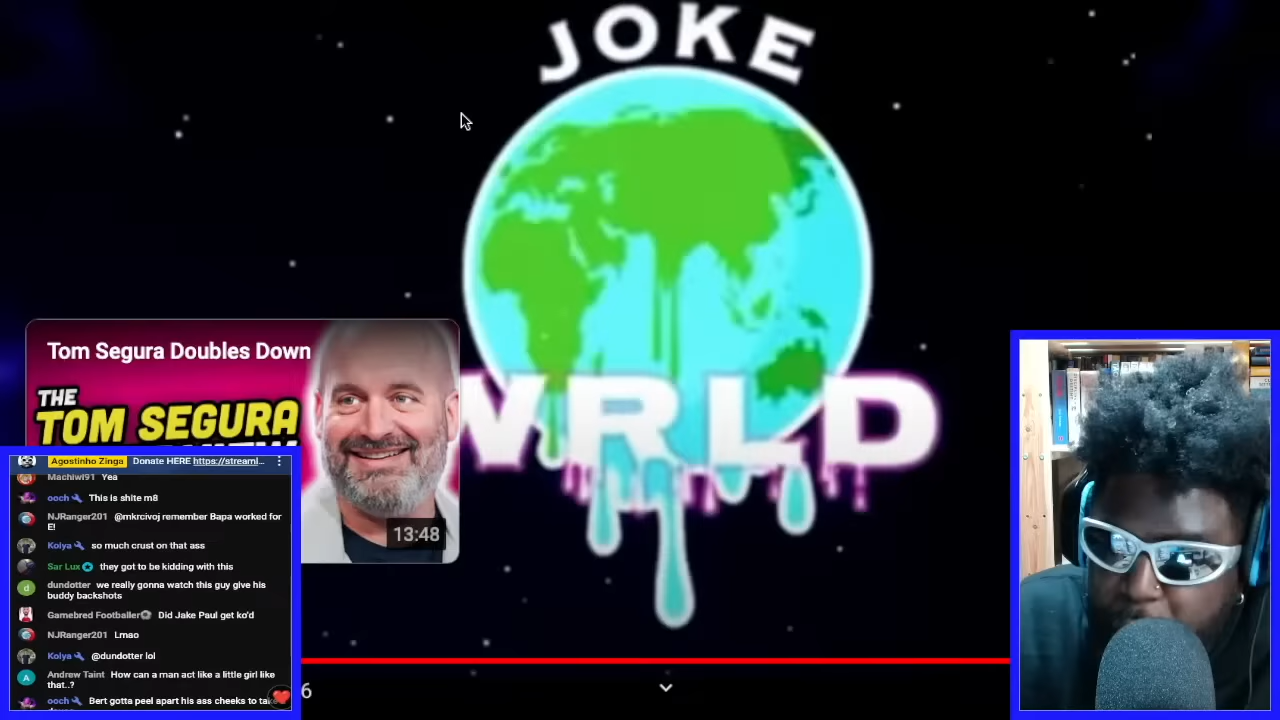 JOKE
WRLD
Tom Segura Doubles Down
THE
TOM SEGURA
13:48
Agostinho Zinga Donate HERE https://streaml...
Machiwl91 Yea
ooch This is shite m8
NJRanger201 @mkrcivoj remember Bapa worked for
E!
Kolya so much crust on that ass
Sar Lux they got to be kidding with this
dundotter we really gonna watch this guy give his
buddy backshots
Gamebred Footballer Did Jake Paul get ko'd
NJRanger201 Lmao
Kolya @dundotter lol
A Andrew Taint How can a man act like a little girl like
that..?
ooch Bert gotta peel apart his ass cheeks to
6